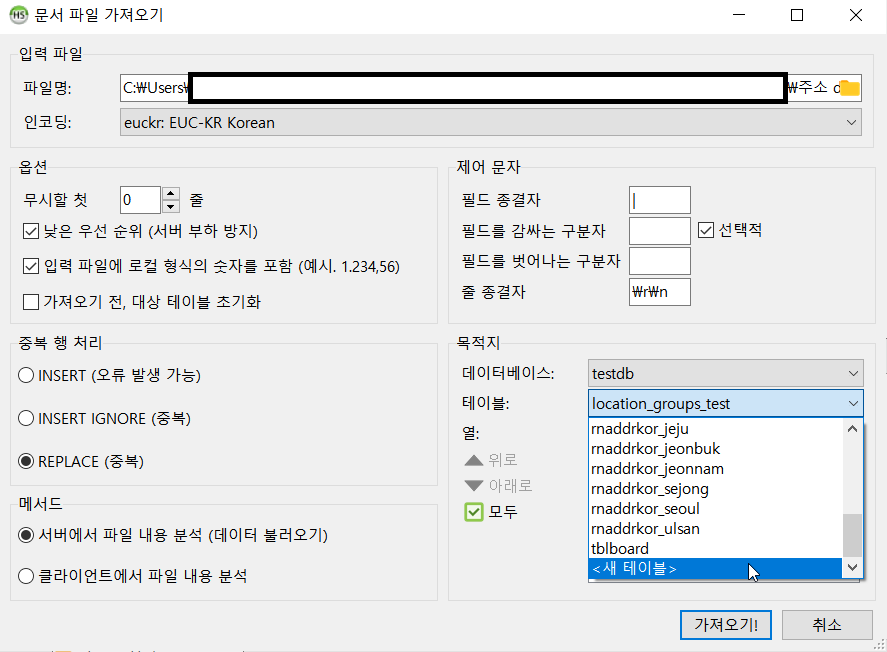 HS 문서 파일 가져오기
입력 파일
파일명: C:₩Users₩ ₩주소 d
인코딩: euckr: EUC-KR Korean
옵션
무시할 첫 0 줄
낮은 우선 순위 (서버 부하 방지)
입력 파일에 로컬 형식의 숫자를 포함 (예시. 1.234,56)
가져오기 전, 대상 테이블 초기화
제어 문자
필드 종결자 |
필드를 감싸는 구분자 선택적
필드를 벗어나는 구분자
줄 종결자 ₩r₩n
중복 행 처리
INSERT (오류 발생 가능)
INSERT IGNORE (중복)
REPLACE (중복)
메서드
서버에서 파일 내용 분석 (데이터 불러오기)
클라이언트에서 파일 내용 분석
목적지
데이터베이스: testdb
테이블: location_groups_test
열:
위로
아래로
모두
rnaddrkor_jeju
rnaddrkor_jeonbuk
rnaddrkor_jeonnam
rnaddrkor_sejong
rnaddrkor_seoul
rnaddrkor_ulsan
tblboard
<새 테이블>
가져오기! 취소